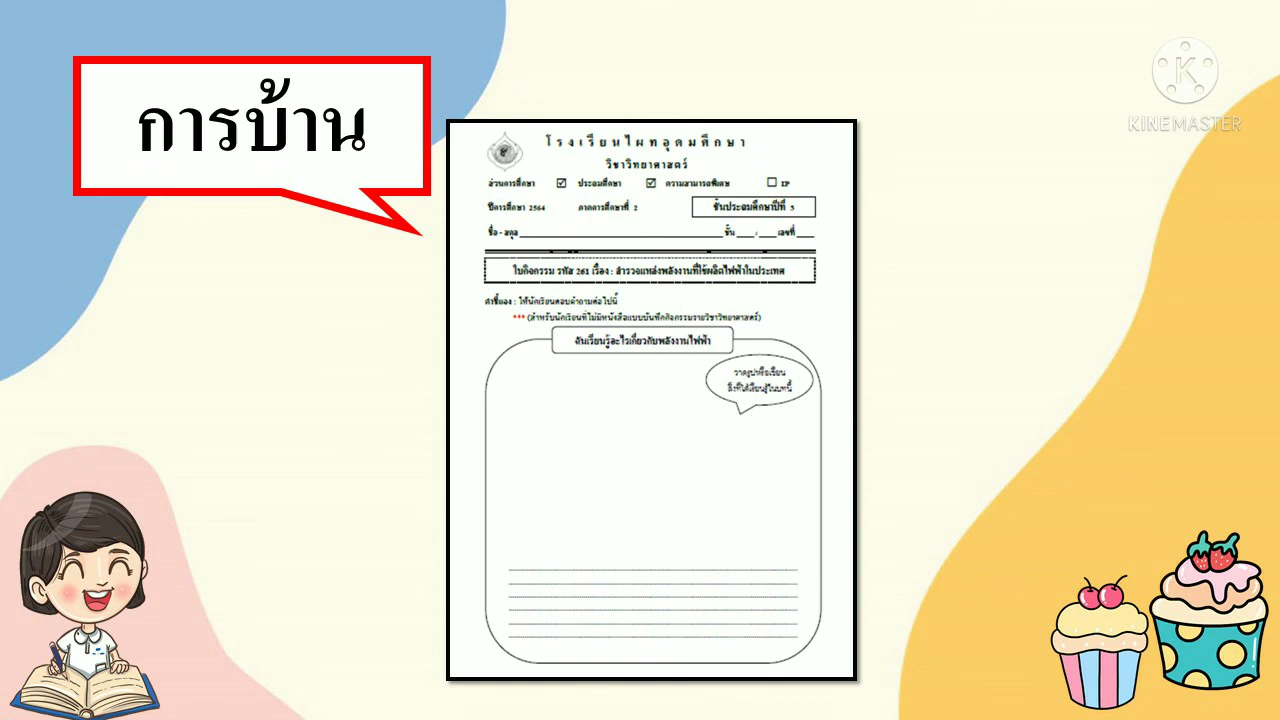 การบ้าน
KINEMASTER
โรงเรียนไผทอุดมศึกษา
วิชาวิทยาศาสตร์
ส่วนการศึกษา ☑ ประถมศึกษา ☑ ความสามารถพิเศษ ☐ IP
ปีการศึกษา 2564 ภาคการศึกษาที่ 2 ชั้นประถมศึกษาปีที่
ชื่อ - สกุล ชั้น / เลขที่
ใบกิจกรรม รหัส 261 เรื่อง : สำรวจแหล่งพลังงานที่ใช้ผลิตไฟฟ้าในประเทศ
คำชี้แจง : ให้นักเรียนตอบคำถามต่อไปนี้
*** (สำหรับนักเรียนที่ไม่มีหนังสือแบบบันทึกกิจกรรมรายวิชาวิทยาศาสตร์)
ฉันเรียนรู้อะไรเกี่ยวกับพลังงานไฟฟ้า
วาดรูปหรือเขียน
สิ่งที่ได้เรียนรู้ในบทนี้